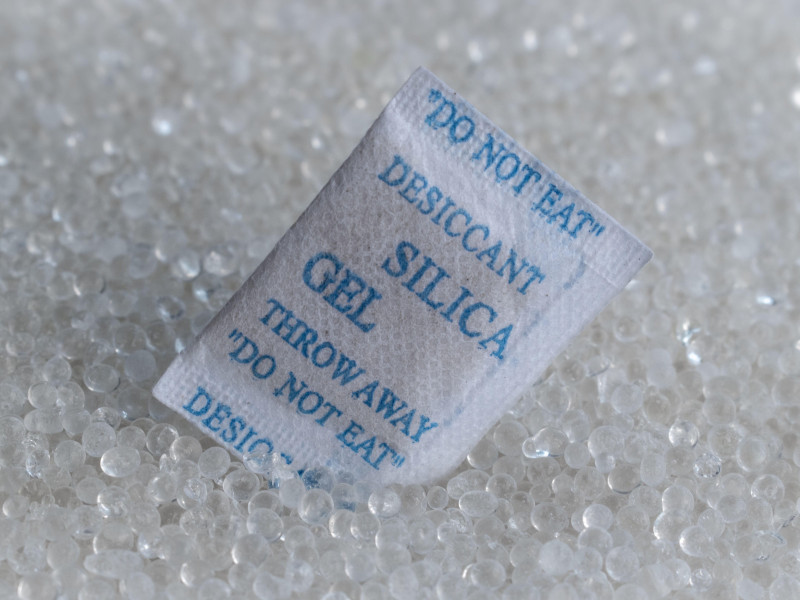 "DO NOT EAT"
DESICCANT
SILICA
GEL
THROW AWAY
"DO NOT EAT"